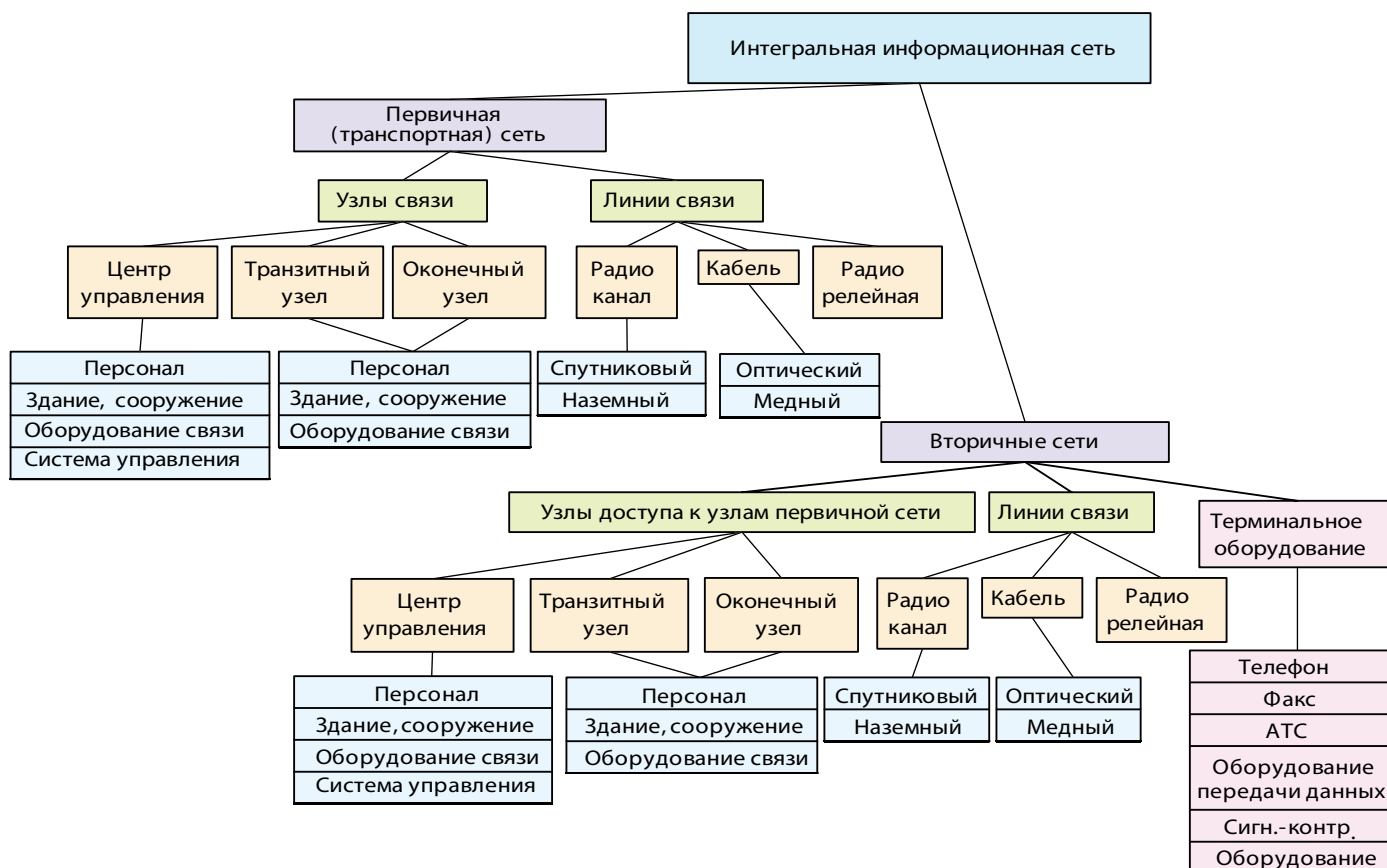 Интегральная информационная сеть
Первичная
(транспортная) сеть
Узлы связи
Линии связи
Центр
управления
Транзитный
узел
Оконечный
узел
Радио
канал
Кабель
Радио
релейная
Персонал
Здание, сооружение
Оборудование связи
Система управления
Персонал
Здание, сооружение
Оборудование связи
Спутниковый
Наземный
Оптический
Медный
Вторичные сети
Узлы доступа к узлам первичной сети
Линии связи
Терминальное
оборудование
Центр
управления
Транзитный
узел
Оконечный
узел
Радио
канал
Кабель
Радио
релейная
Персонал
Здание,сооружение
Оборудование связи
Система управления
Персонал
Здание,сооружение
Оборудование связи
Спутниковый
Наземный
Оптический
Медный
Телефон
Факс
АТС
Оборудование
передачи данных
Сигн.-контр.
Оборудование